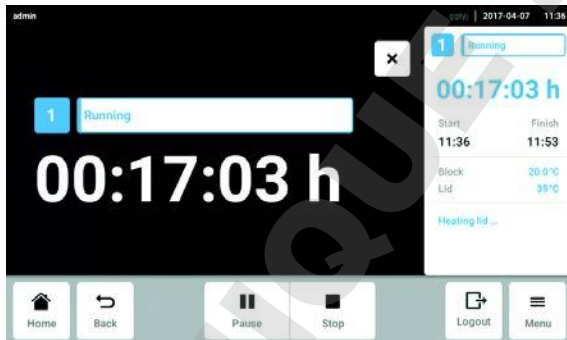 admin
2017-04-07 11:36
1 Running
00:17:03 h
1 Running
00:17:03 h
Start Finish
11:36 11:53
Block 20.0°C
Lid 39°C
Heating lid ...
Home Back Pause Stop Logout Menu